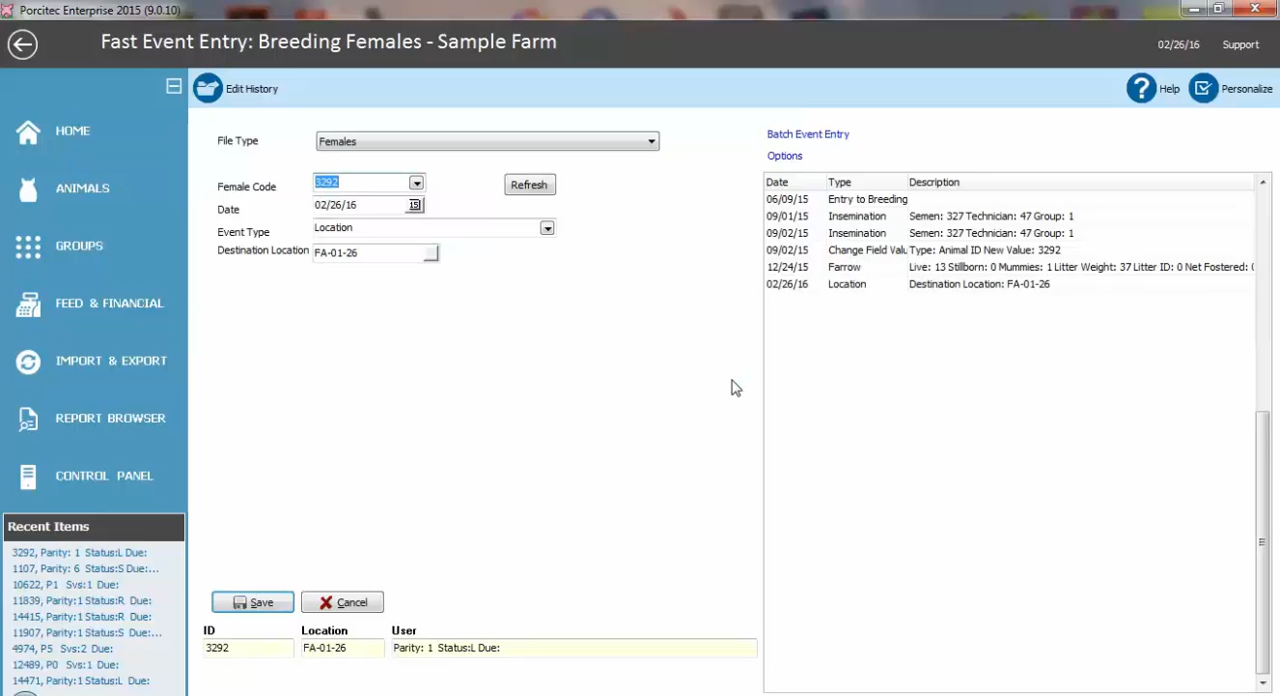 Porcitec Enterprise 2015 (9.0.10)
Fast Event Entry: Breeding Females - Sample Farm
02/26/16 Support
Edit History
Help Personalize
HOME
ANIMALS
GROUPS
FEED & FINANCIAL
IMPORT & EXPORT
REPORT BROWSER
CONTROL PANEL
Recent Items
3292, Parity: 1 Status:L Due:
1107, Parity: 6 Status:S Due:...
10622, P1 Svs:1 Due:
11839, Parity:1 Status:R Due:
14415, Parity:1 Status:R Due:
11907, Parity:1 Status:S Due:...
4974, P5 Svs:2 Due:
12489, P0 Svs:1 Due:
14471, Parity:1 Status:L Due:
File Type Females
Female Code 3292 Refresh
Date 02/26/16 15
Event Type Location
Destination Location FA-01-26
Batch Event Entry
Options
Date Type Description
06/09/15 Entry to Breeding
09/01/15 Insemination Semen: 327 Technician: 47 Group: 1
09/02/15 Insemination Semen: 327 Technician: 47 Group: 1
09/02/15 Change Field Valu Type: Animal ID New Value: 3292
12/24/15 Farrow Live: 13 Stillborn: 0 Mummies: 1 Litter Weight: 37 Litter ID: 0 Net Fostered: 0
02/26/16 Location Destination Location: FA-01-26
Save Cancel
ID Location User
3292 FA-01-26 Parity: 1 Status:L Due: